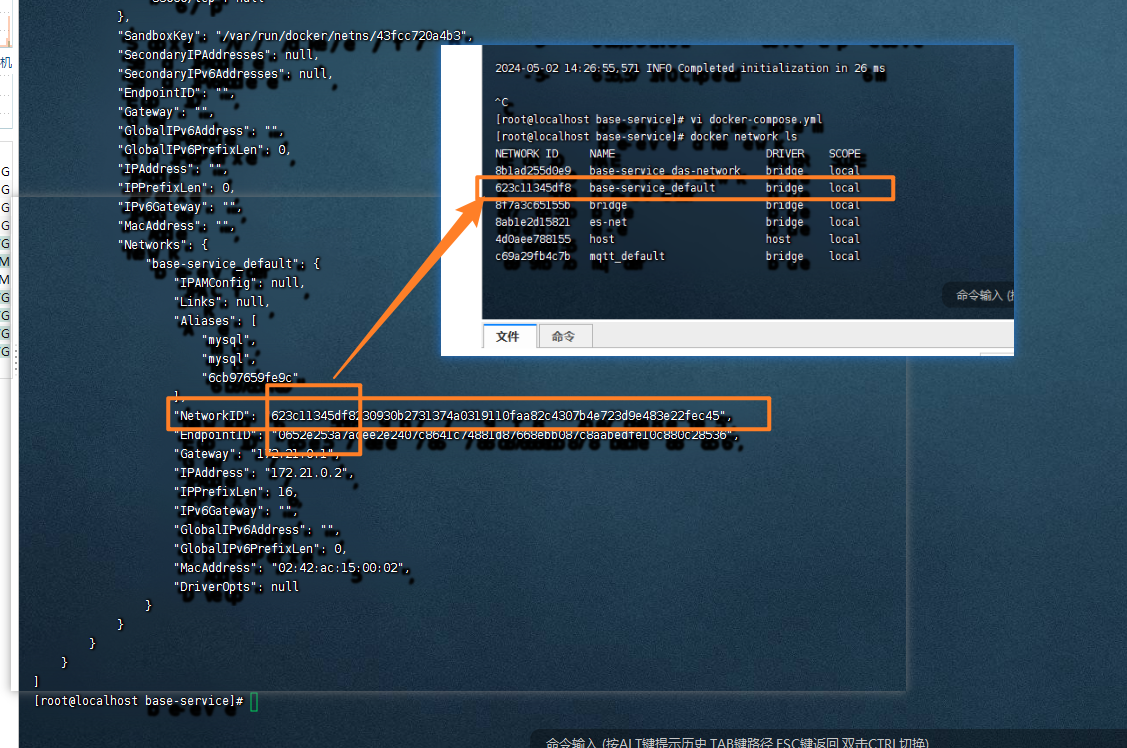 },
"SandboxKey": "/var/run/docker/netns/43fcc720a4b3",
"SecondaryIPAddresses": null,
"SecondaryIPv6Addresses": null,
"EndpointID": "",
"Gateway": "",
"GlobalIPv6Address": "",
"GlobalIPv6PrefixLen": 0,
"IPAddress": "",
"IPPrefixLen": 0,
"IPv6Gateway": "",
"MacAddress": "",
"Networks": {
"base-service_default": {
"IPAMConfig": null,
"Links": null,
"Aliases": [
"mysql",
"mysql",
"6cb97659fe9c"
],
"NetworkID": "623c11345df8230930b2731374a0319110faa82c4307b4e723d9e483e22fec45",
"EndpointID": "0652e253a7acee2e2407c8641c74881d87668ebb087c8aabedfe10c880c28536",
"Gateway": "172.21.0.1",
"IPAddress": "172.21.0.2",
"IPPrefixLen": 16,
"IPv6Gateway": "",
"GlobalIPv6Address": "",
"GlobalIPv6PrefixLen": 0,
"MacAddress": "02:42:ac:15:00:02",
"DriverOpts": null
}
}
}
}
]
[root@localhost base-service]#
2024-05-02 14:26:55,571 INFO Completed initialization in 26 ms
^C
[root@localhost base-service]# vi docker-compose.yml
[root@localhost base-service]# docker network ls
NETWORK ID NAME DRIVER SCOPE
8b1ad255d0e9 base-service_das-network bridge local
623c11345df8 base-service_default bridge local
8f7a3c65155b bridge bridge local
8ab1e2d15821 es-net bridge local
4d0aee788155 host host local
c69a29fb4c7b mqtt_default bridge local
命令输入
文件 命令
命令输入 (按ALT键提示历史,TAB键路径,ESC键返回,双击CTRL切换)